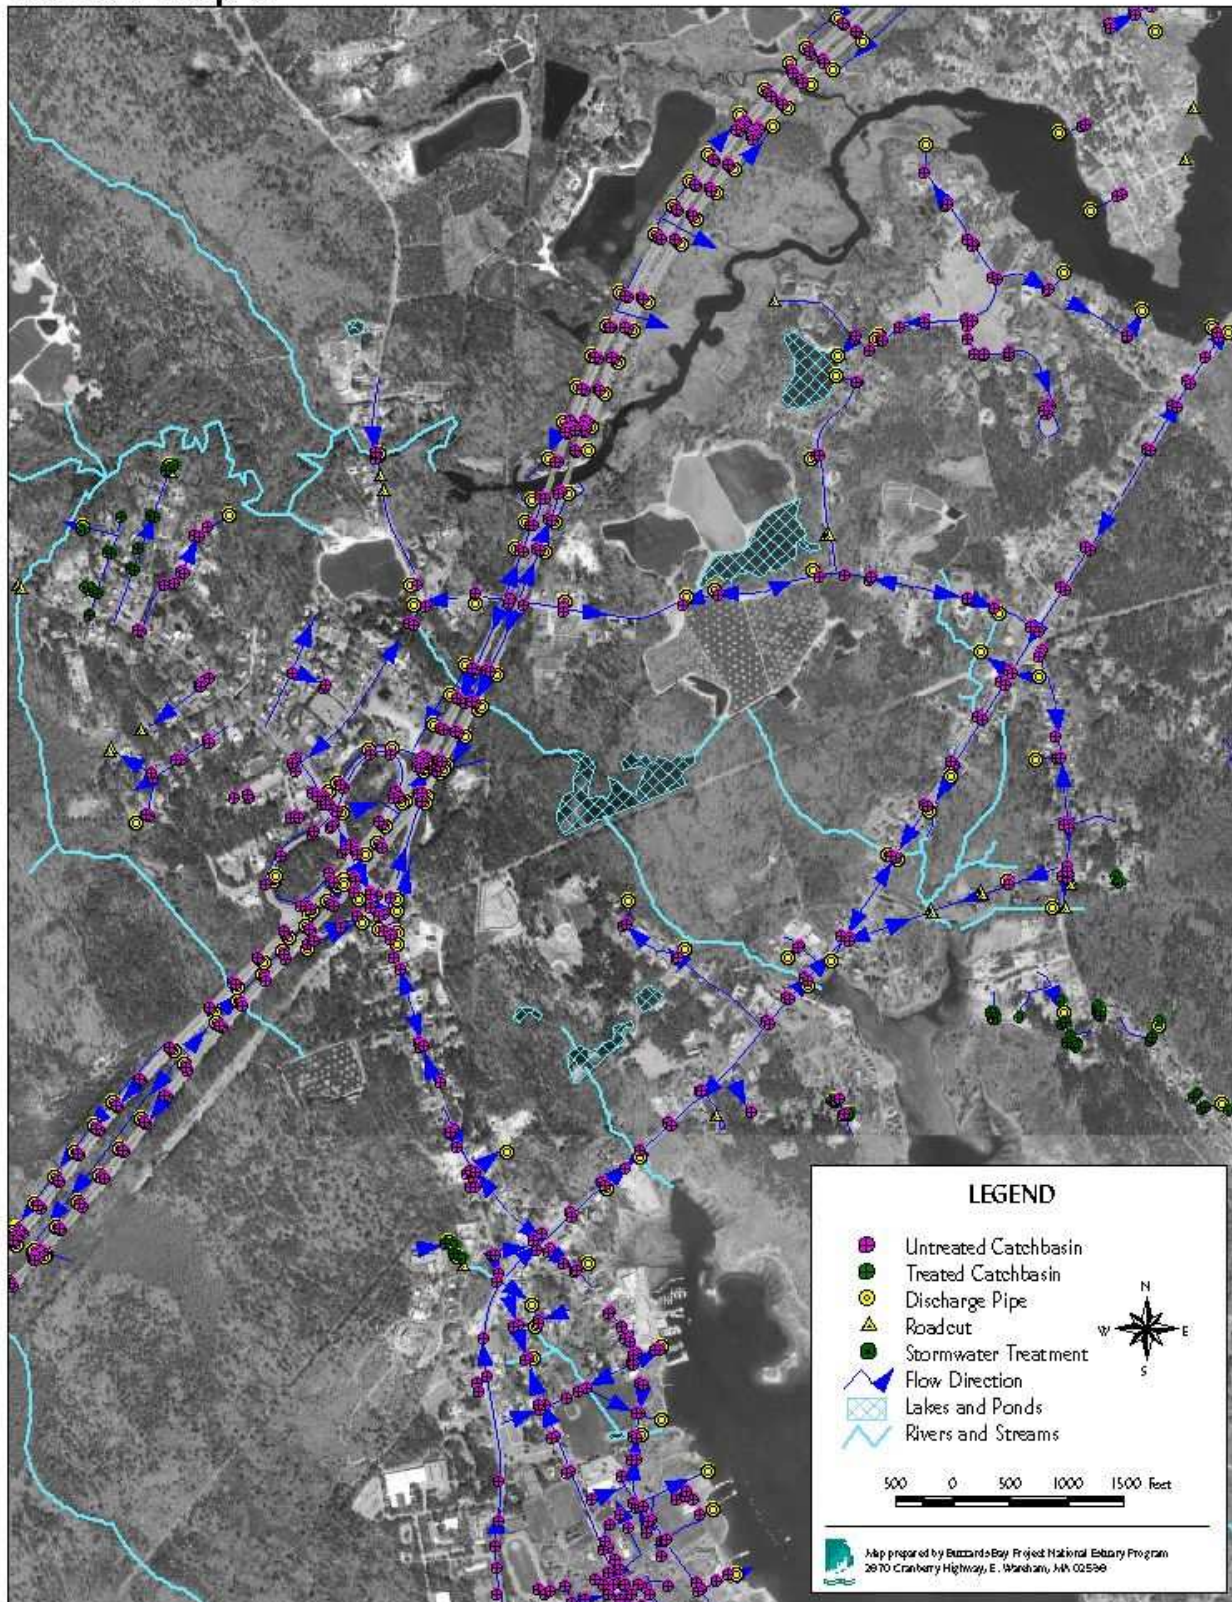 LEGEND
Untreated Catchbasin
Treated Catchbasin
Discharge Pipe
Roadcut
Stormwater Treatment
Flow Direction
Lakes and Ponds
Rivers and Streams
N
W E
S
500 0 500 1000 1500 Feet
Map prepared by Buzzards Bay Project National Estuary Program
2870 Cranberry Highway, E. Wareham, MA 02538